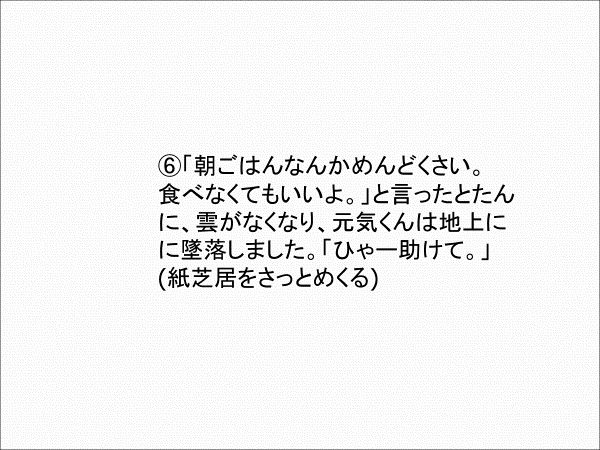 ⑥「朝ごはんなんかめんどくさい。
食べなくてもいいよ。」と言ったとたん
に、雲がなくなり、元気くんは地上に
に墜落しました。「ひゃー助けて。」
(紙芝居をさっとめくる)